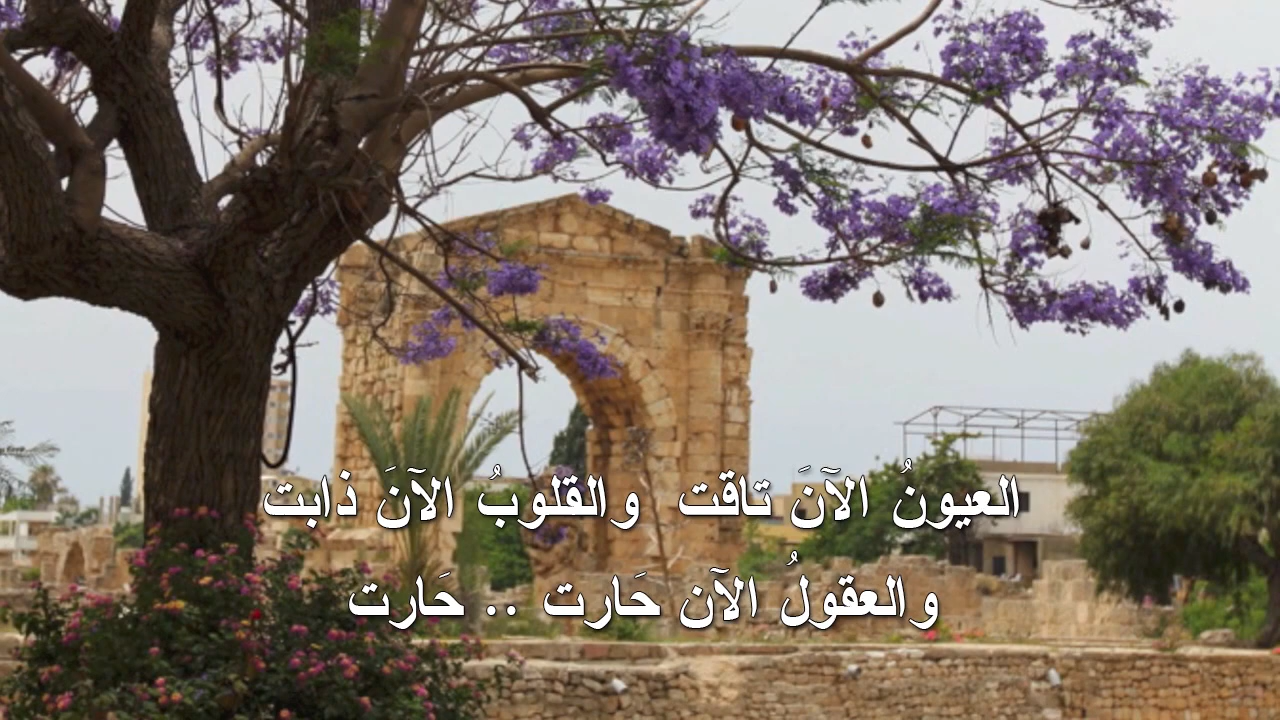 العيونُ الآنَ تاقت  والقلوبُ الآنَ ذابت
والعقولُ الآن حَارت .. حَارت